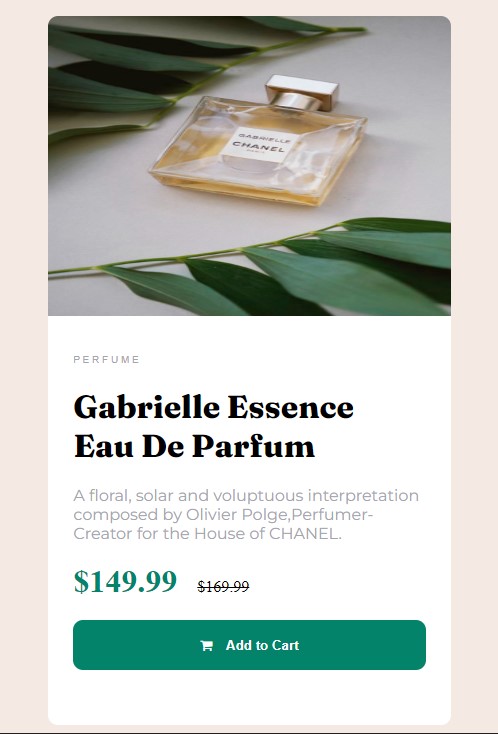 GABRIELLE
CHANEL
PARIS
PERFUME
Gabrielle Essence
Eau De Parfum
A floral, solar and voluptuous interpretation
composed by Olivier Polge,Perfumer-
Creator for the House of CHANEL.
$149.99 $169.99
Add to Cart